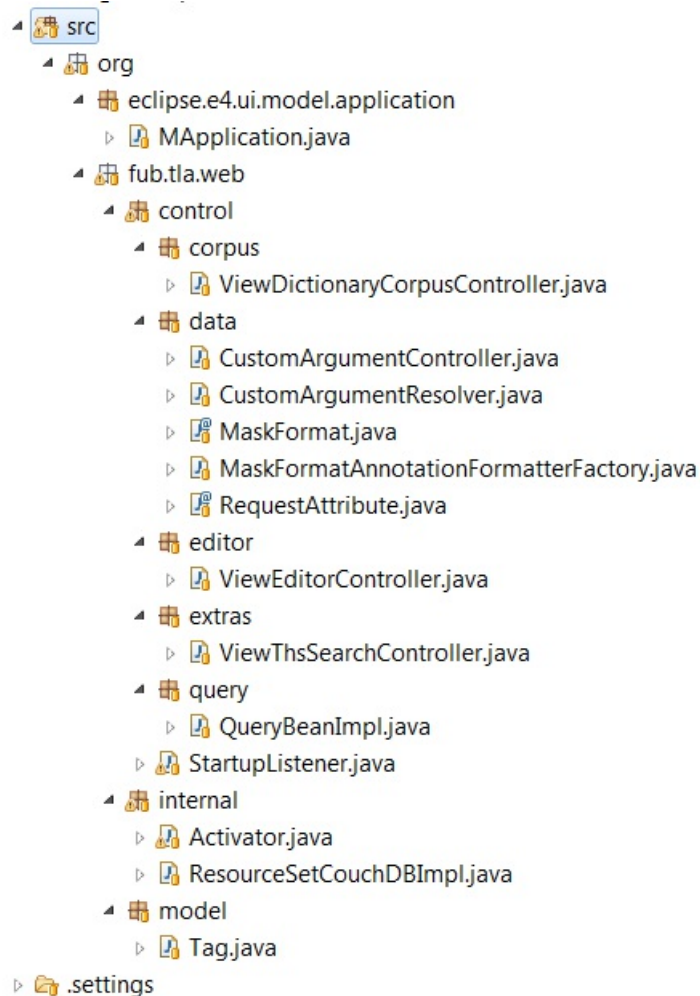 src
org
eclipse.e4.ui.model.application
MApplication.java
fub.tla.web
control
corpus
ViewDictionaryCorpusController.java
data
CustomArgumentController.java
CustomArgumentResolver.java
MaskFormat.java
MaskFormatAnnotationFormatterFactory.java
RequestAttribute.java
editor
ViewEditorController.java
extras
ViewThsSearchController.java
query
QueryBeanImpl.java
StartupListener.java
internal
Activator.java
ResourceSetCouchDBImpl.java
model
Tag.java
.settings